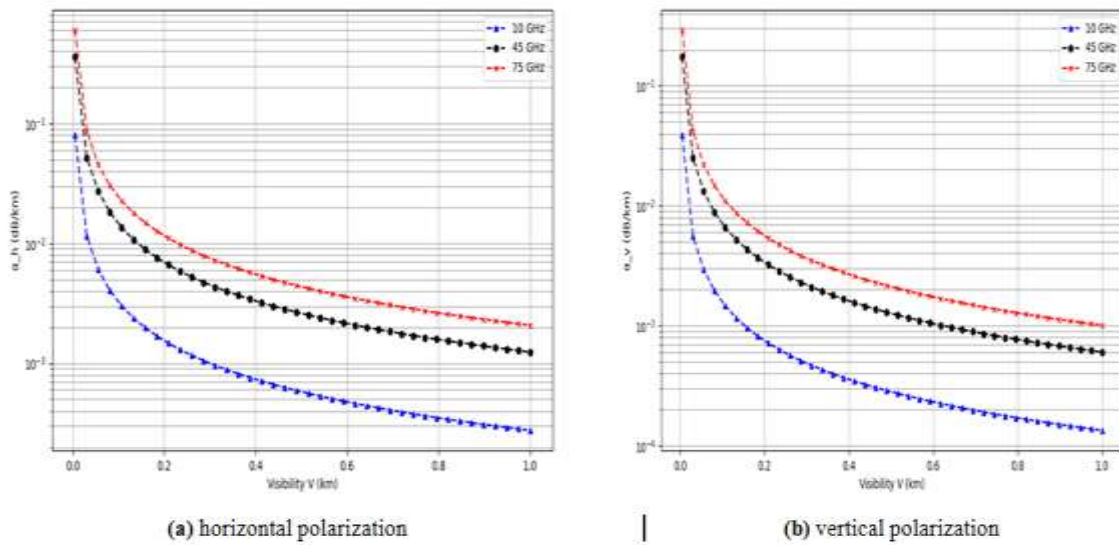 10 GHz
45 GHz
75 GHz
10⁻¹
10⁻²
10⁻³
α_h (dB/km)
0.0 0.2 0.4 0.6 0.8 1.0
Visibility V (km)
(a) horizontal polarization
10 GHz
45 GHz
75 GHz
10⁻¹
10⁻²
10⁻³
10⁻⁴
α_v (dB/km)
0.0 0.2 0.4 0.6 0.8 1.0
Visibility V (km)
(b) vertical polarization